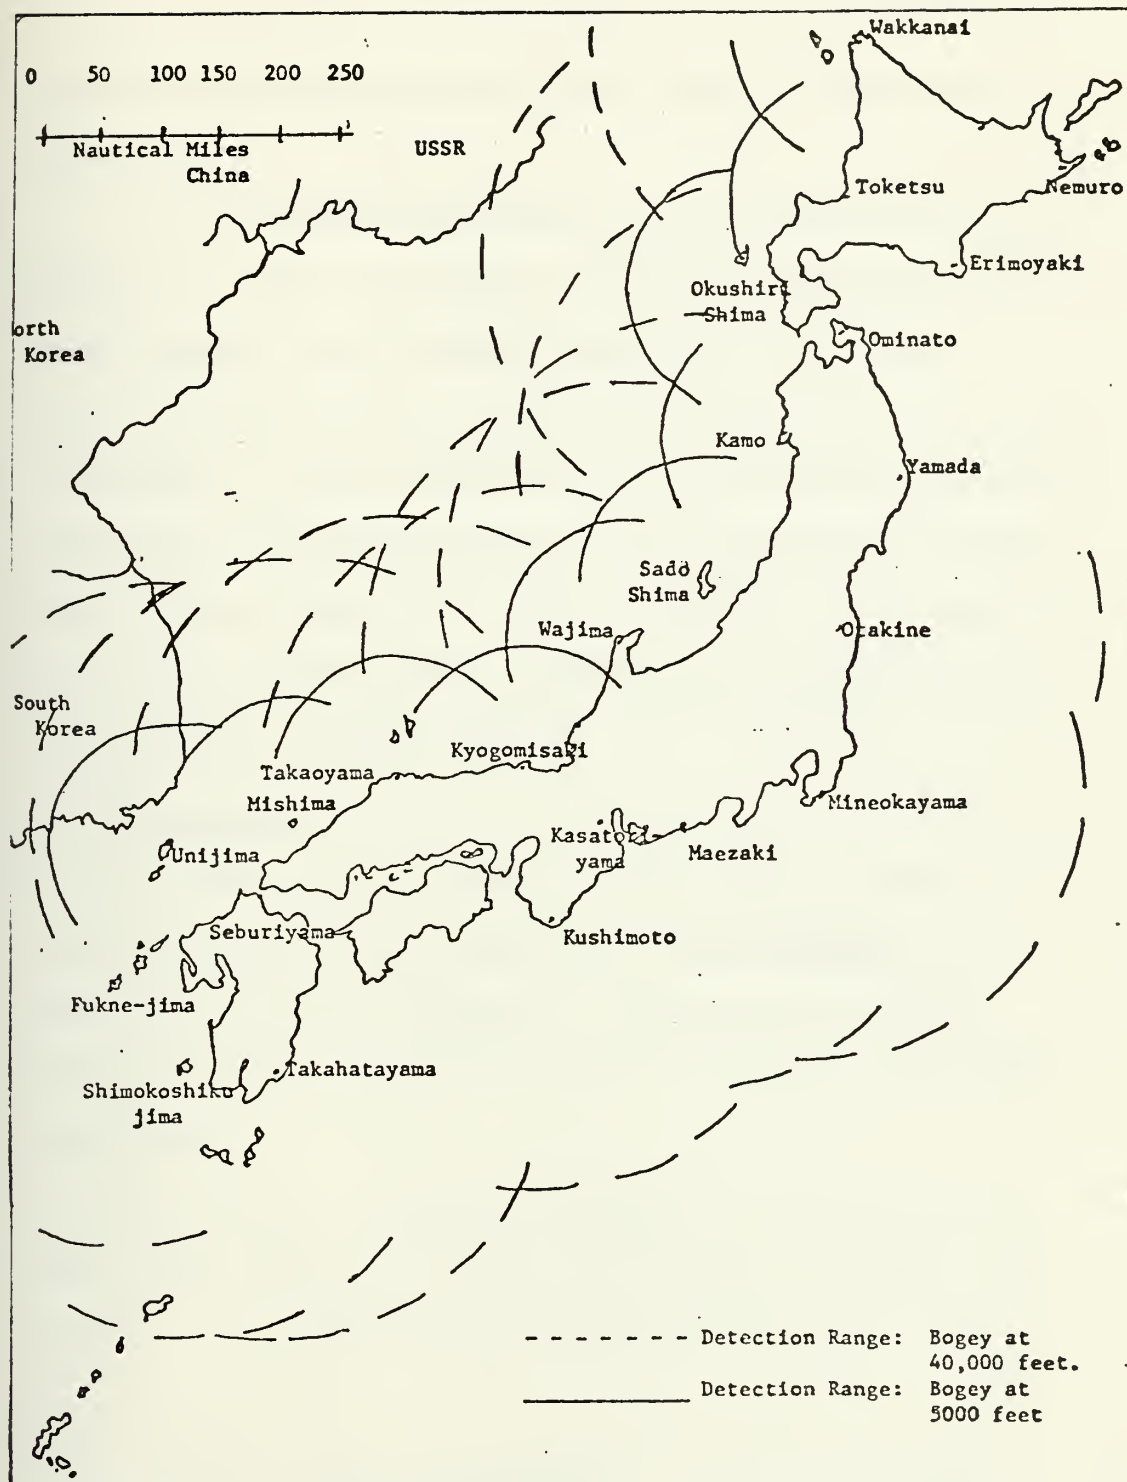 Wakkanai
0 50 100 150 200 250
Nautical Miles
China
USSR
Toketsu
Nemuro
Erimoyaki
Okushiri
Shima
orth
Korea
Ominato
Kamo
Yamada
Sado
Shima
Wajima
Otakine
South
Korea
Kyogomisaki
Takaoyama
Mishima
Mineokayama
Kasatori-
yama
Maezaki
Unijima
Seburiyama
Kushimoto
Fukne-jima
Takahatayama
Shimokoshiku
jima
- - - - - - - Detection Range: Bogey at
40,000 feet.
Detection Range: Bogey at
5000 feet